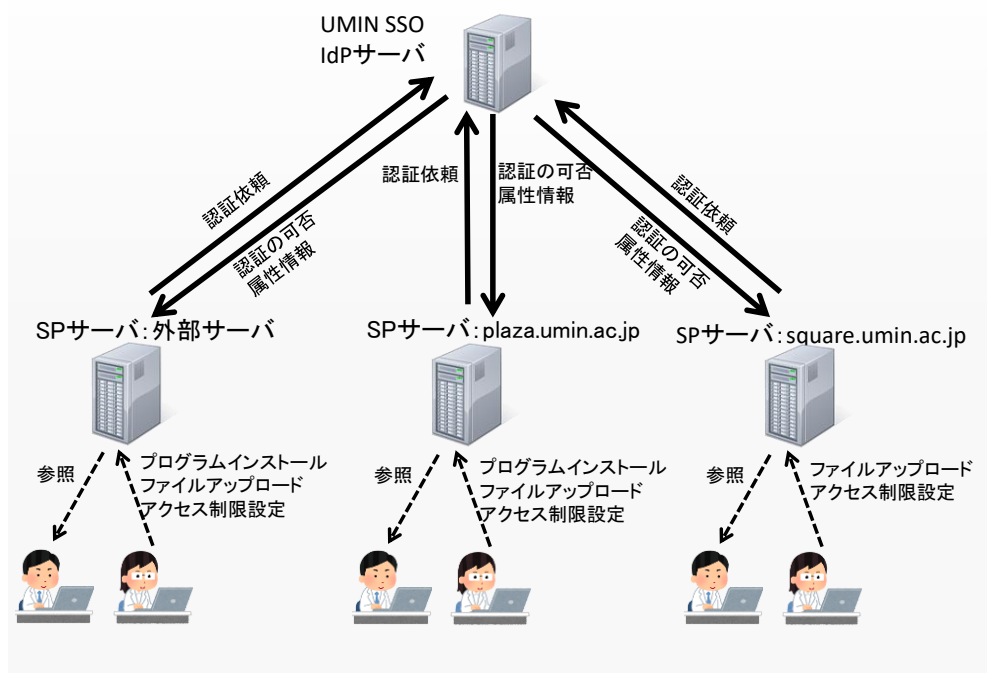 UMIN SSO
IdPサーバ
認証依頼
認証の可否
属性情報
認証依頼
認証の可否
属性情報
認証依頼
認証の可否
属性情報
SPサーバ:外部サーバ
SPサーバ:plaza.umin.ac.jp
SPサーバ:square.umin.ac.jp
参照
プログラムインストール
ファイルアップロード
アクセス制限設定
参照
プログラムインストール
ファイルアップロード
アクセス制限設定
参照
ファイルアップロード
アクセス制限設定